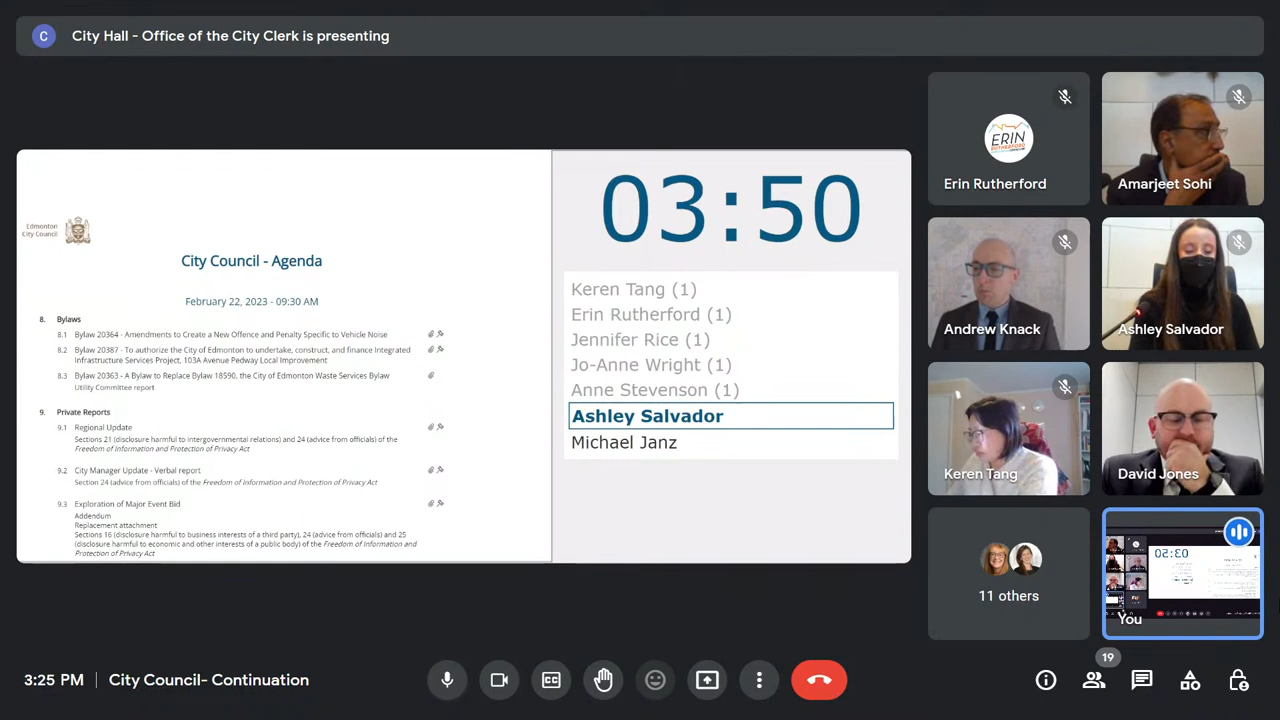 C
City Hall - Office of the City Clerk is presenting
Edmonton
City Council
City Council - Agenda
February 22, 2023 - 09:30 AM
8. Bylaws
8.1 Bylaw 20364 - Amendments to Create a New Offence and Penalty Specific to Vehicle Noise
8.2 Bylaw 20387 - To authorize the City of Edmonton to undertake, construct, and finance Integrated
Infrastructure Services Project, 103A Avenue Pedway Local Improvement
8.3 Bylaw 20363 - A Bylaw to Replace Bylaw 18590, the City of Edmonton Waste Services Bylaw
Utility Committee report
9. Private Reports
9.1 Regional Update
Sections 21 (disclosure harmful to intergovernmental relations) and 24 (advice from officials) of the
Freedom of Information and Protection of Privacy Act
9.2 City Manager Update - Verbal report
Section 24 (advice from officials) of the Freedom of Information and Protection of Privacy Act
9.3 Exploration of Major Event Bid
Addendum
Replacement attachment
Sections 16 (disclosure harmful to business interests of a third party), 24 (advice from officials) and 25
(disclosure harmful to economic and other interests of a public body) of the Freedom of Information and
Protection of Privacy Act
03:50
Keren Tang (1)
Erin Rutherford (1)
Jennifer Rice (1)
Jo-Anne Wright (1)
Anne Stevenson (1)
Ashley Salvador
Michael Janz
ERIN
RUTHERFORD
Erin Rutherford
Amarjeet Sohi
Andrew Knack
Ashley Salvador
Keren Tang
David Jones
11 others
03:50
You
3:25 PM
City Council- Continuation
CC
19